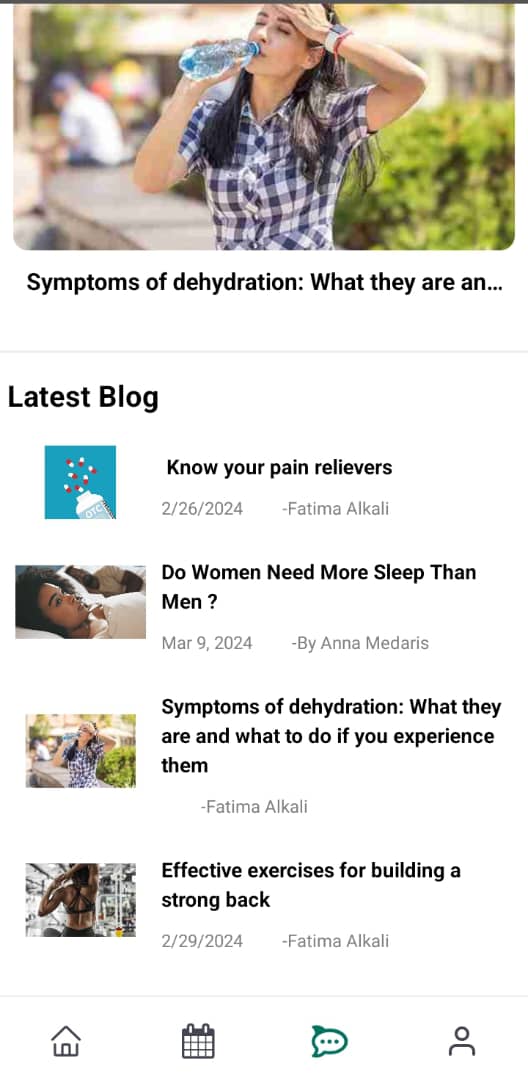 Symptoms of dehydration: What they are an...
Latest Blog
OTC
Know your pain relievers
2/26/2024 -Fatima Alkali
Do Women Need More Sleep Than
Men ?
Mar 9, 2024 -By Anna Medaris
Symptoms of dehydration: What they
are and what to do if you experience
them
-Fatima Alkali
Effective exercises for building a
strong back
2/29/2024 -Fatima Alkali